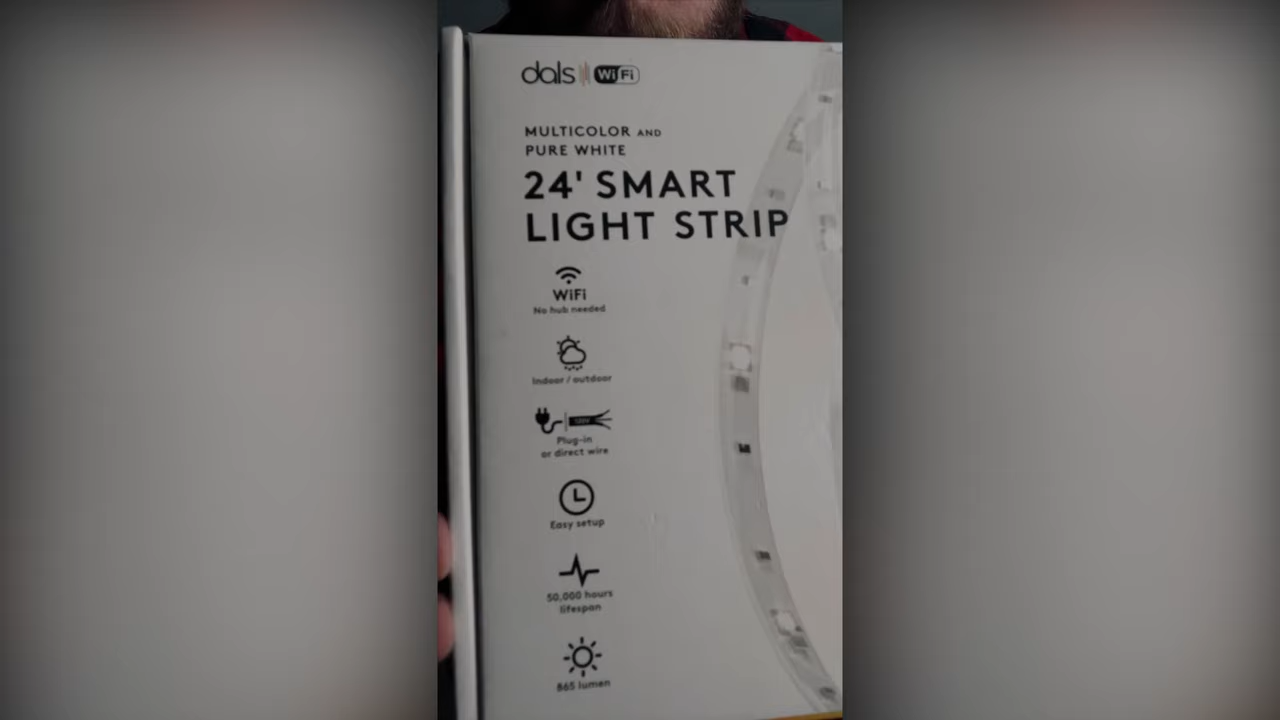 dals WiFi
MULTICOLOR AND
PURE WHITE
24' SMART
LIGHT STRIP
WiFi
No hub needed
Indoor / outdoor
Plug-in
or direct wire
Easy setup
50,000 hours
lifespan
865 lumen